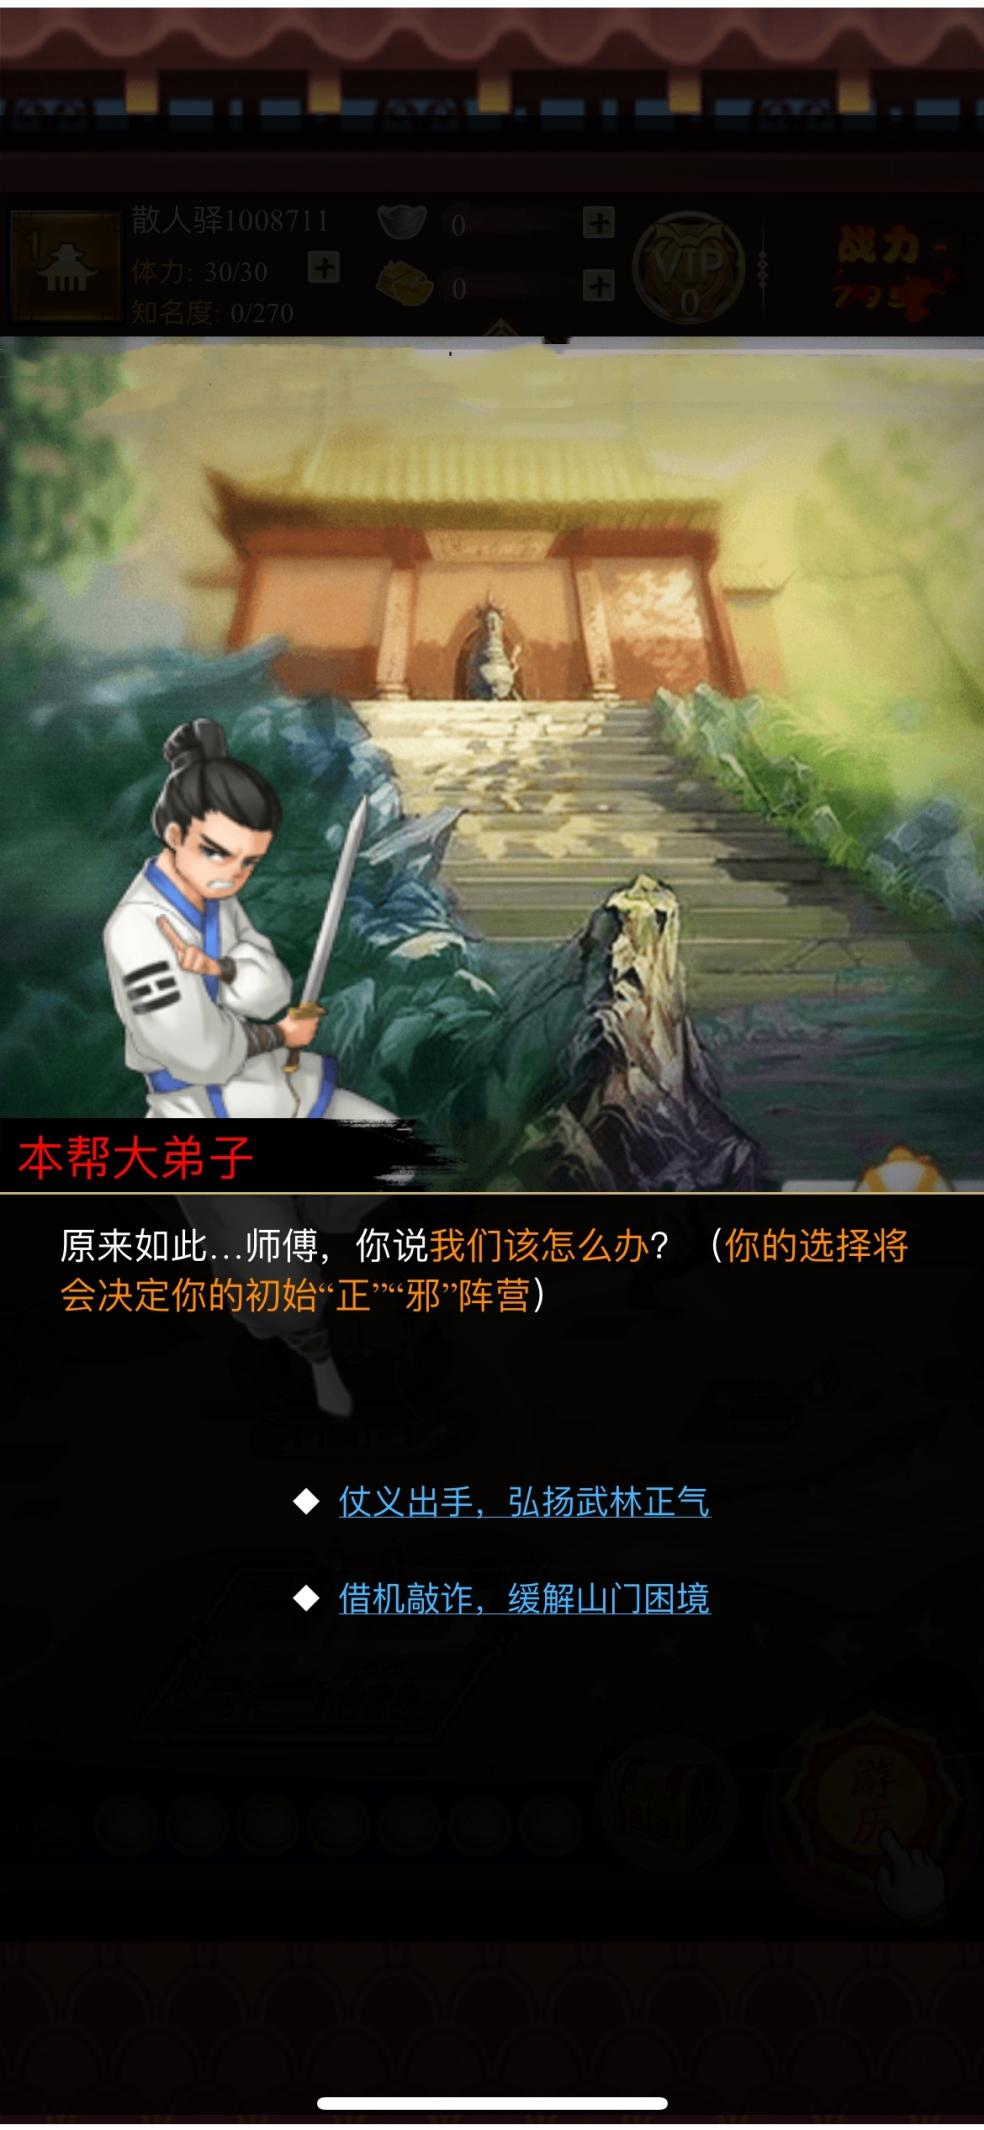 1
散人驿1008711
0
体力: 30/30
0
知名度: 0/270
VIP
0
战力
本帮大弟子
原来如此...师傅，你说我们该怎么办？（你的选择将
会决定你的初始“正”“邪”阵营）
仗义出手，弘扬武林正气
借机敲诈，缓解山门困境
游
历